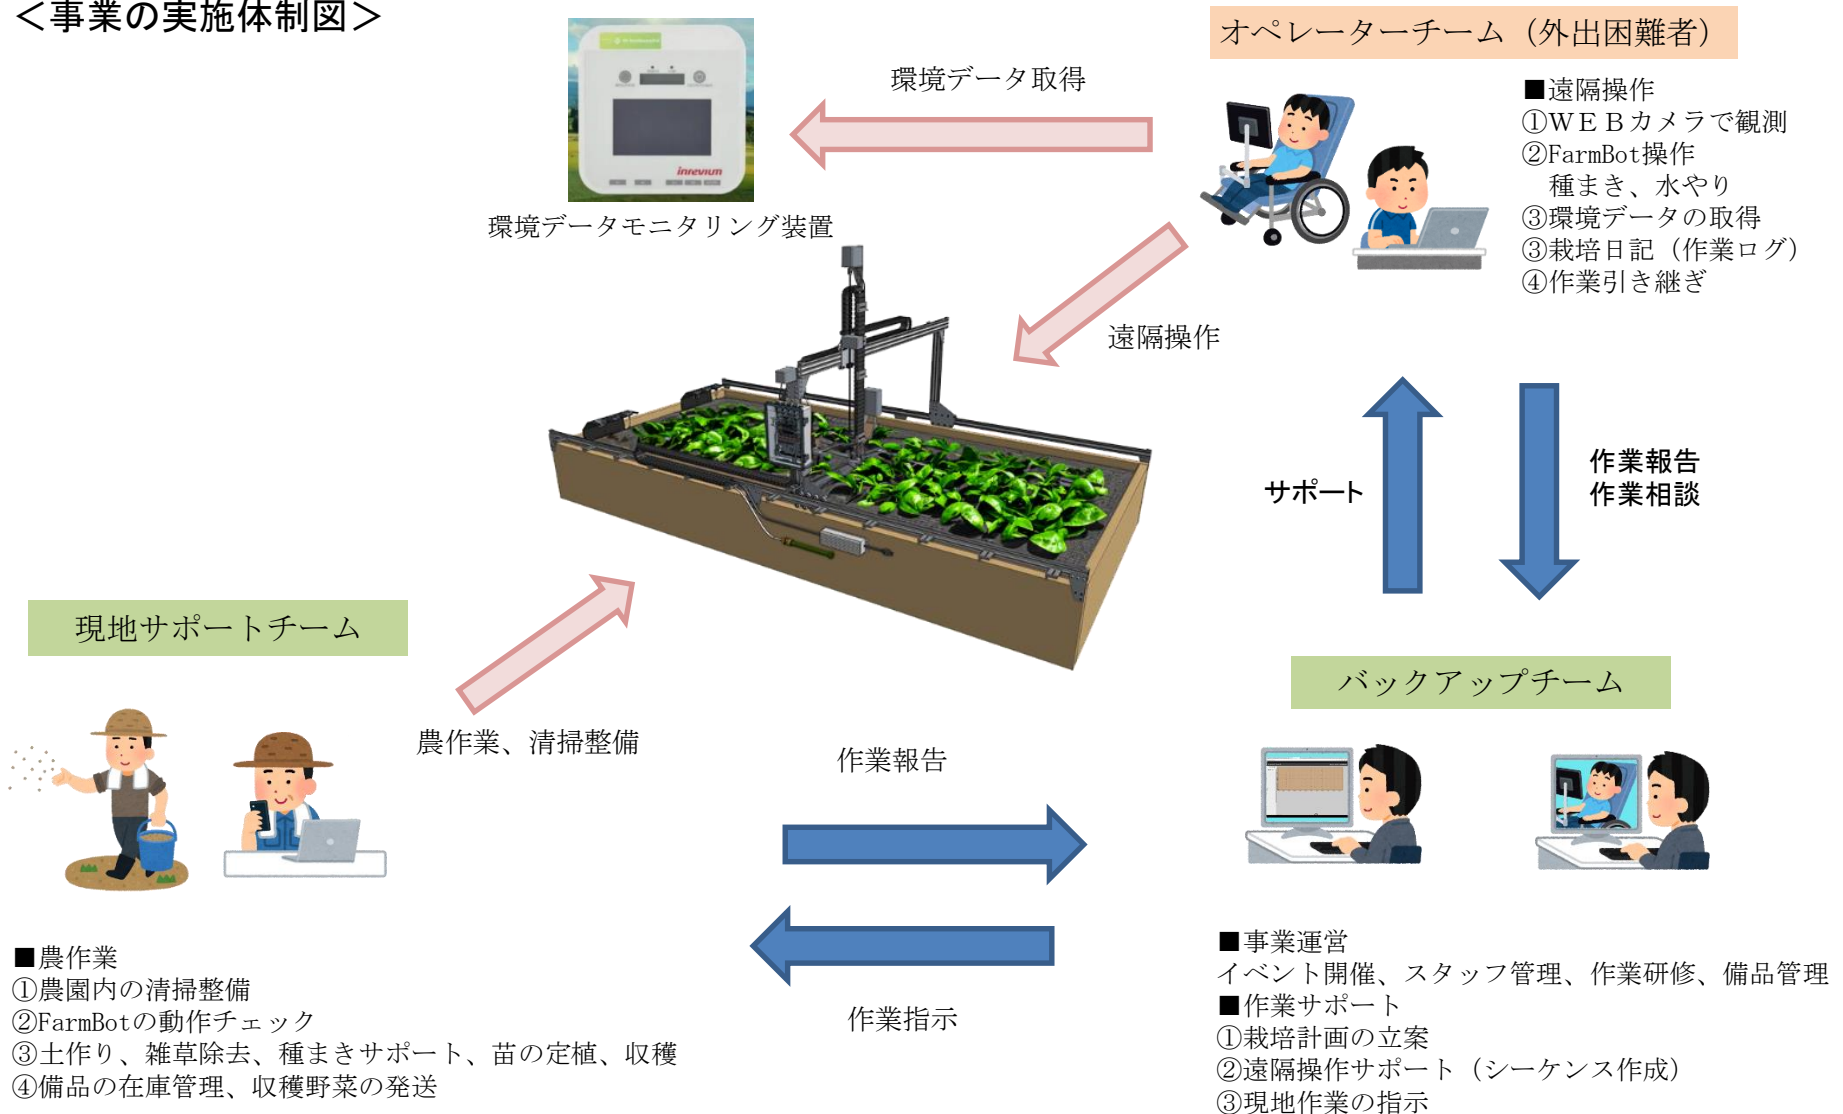 ＜事業の実施体制図＞
オペレーターチーム（外出困難者）
環境データ取得
inrevium
環境データモニタリング装置
■遠隔操作
①ＷＥＢカメラで観測
②FarmBot操作
種まき、水やり
③環境データの取得
③栽培日記（作業ログ）
④作業引き継ぎ
遠隔操作
サポート
作業報告
作業相談
現地サポートチーム
バックアップチーム
農作業、清掃整備
作業報告
作業指示
■農作業
①農園内の清掃整備
②FarmBotの動作チェック
③土作り、雑草除去、種まきサポート、苗の定植、収穫
④備品の在庫管理、収穫野菜の発送
■事業運営
イベント開催、スタッフ管理、作業研修、備品管理
■作業サポート
①栽培計画の立案
②遠隔操作サポート（シーケンス作成）
③現地作業の指示